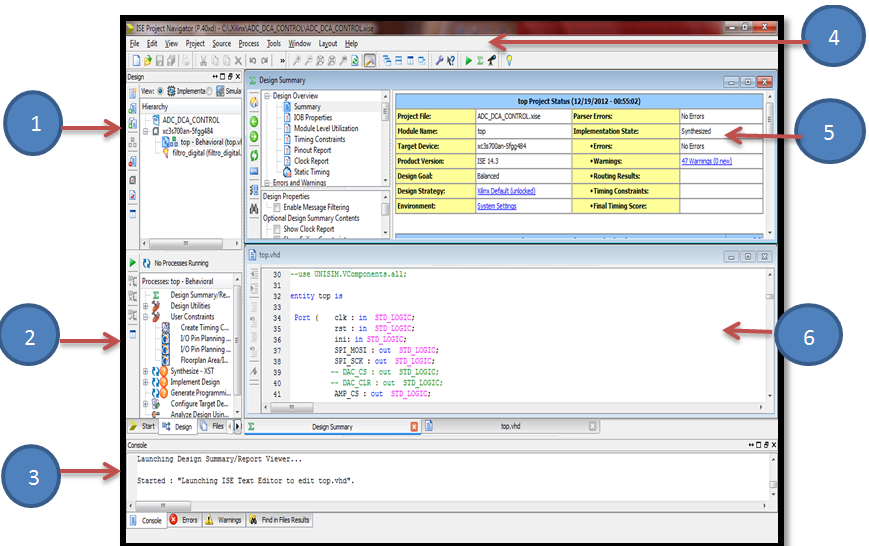 ISE Project Navigator (P.40xd) - C:\Xilinx\ADC_DCA_CONTROL\ADC_DCA_CONTROL.xise
File Edit View Project Source Process Tools Window Layout Help
4
Design
View: Implementa Simula
Hierarchy
ADC_DCA_CONTROL
xc3s700an-5fgg484
top - Behavioral (top.vl
filtro_digital (filtro_digital.
1
Design Summary
Design Overview
Summary
IOB Properties
Module Level Utilization
Timing Constraints
Pinout Report
Clock Report
Static Timing
Errors and Warnings
Design Properties
Enable Message Filtering
Optional Design Summary Contents
Show Clock Report
top Project Status (12/19/2012 - 00:55:02)
Project File: ADC_DCA_CONTROL.xise Parser Errors: No Errors
Module Name: top Implementation State: Synthesized
Target Device: xc3s700an-5fgg484 •Errors: No Errors
Product Version: ISE 14.3 •Warnings: 47 Warnings (0 new)
Design Goal: Balanced •Routing Results:
Design Strategy: Xilinx Default (unlocked) •Timing Constraints:
Environment: System Settings •Final Timing Score:
5
No Processes Running
Processes: top - Behavioral
Design Summary/Re...
Design Utilities
User Constraints
Create Timing C...
I/O Pin Planning ...
I/O Pin Planning ...
Floorplan Area/I...
Synthesize - XST
Implement Design
Generate Programmi...
Configure Target De...
Analyze Design Usin...
Start Design Files
2
top.vhd
30 --use UNISIM.VComponents.all;
31
32 entity top is
33
34 Port ( clk : in STD_LOGIC;
35 rst : in STD_LOGIC;
36 ini: in STD_LOGIC;
37 SPI_MOSI : out STD_LOGIC;
38 SPI_SCK : out STD_LOGIC;
39 -- DAC_CS : out STD_LOGIC;
40 -- DAC_CLR : out STD_LOGIC;
41 AMP_CS : out STD_LOGIC;
6
Design Summary top.vhd
Console
Launching Design Summary/Report Viewer...
Started : "Launching ISE Text Editor to edit top.vhd".
3
Console Errors Warnings Find in Files Results